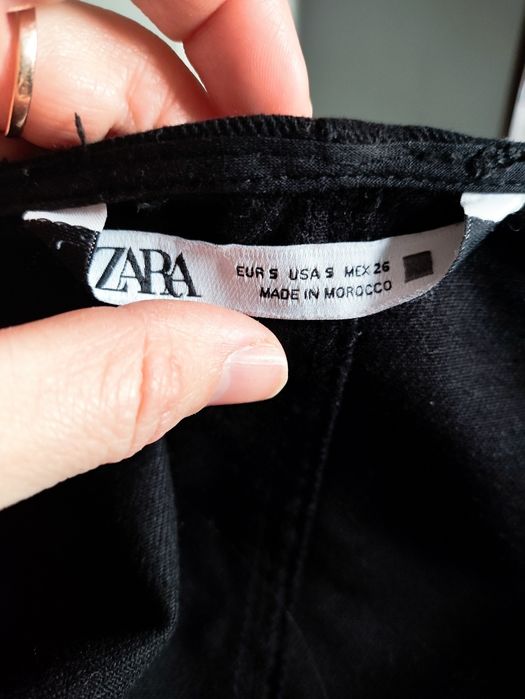 ZARA
EUR S USA S MEX 26
MADE IN MOROCCO